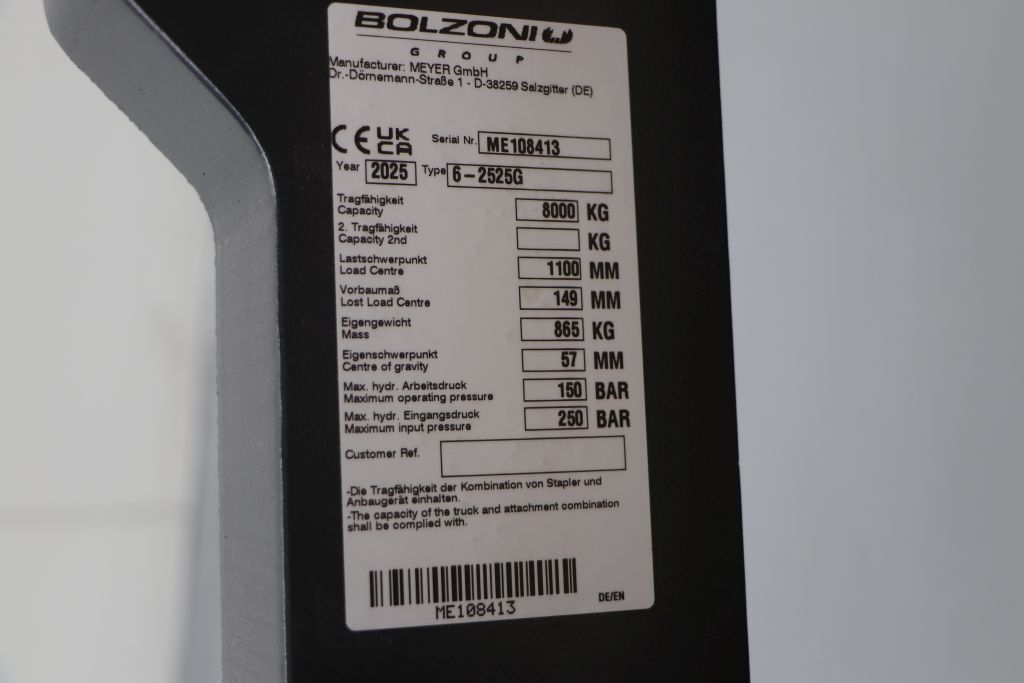 BOLZONI
GROUP
Manufacturer: MEYER GmbH
Dr.-Dörnemann-Straße 1 - D-38259 Salzgitter (DE)
CE UK CA Serial Nr. ME108413
Year 2025 Type 6-2525G
Tragfähigkeit
Capacity 8000 KG
2. Tragfähigkeit
Capacity 2nd KG
Lastschwerpunkt
Load Centre 1100 MM
Vorbaumaß
Lost Load Centre 149 MM
Eigengewicht
Mass 865 KG
Eigenschwerpunkt
Centre of gravity 57 MM
Max. hydr. Arbeitsdruck
Maximum operating pressure 150 BAR
Max. hydr. Eingangsdruck
Maximum input pressure 250 BAR
Customer Ref.
-Die Tragfähigkeit der Kombination von Stapler und
Anbaugerät einhalten.
-The capacity of the truck and attachment combination
shall be complied with.
ME108413 DE/EN